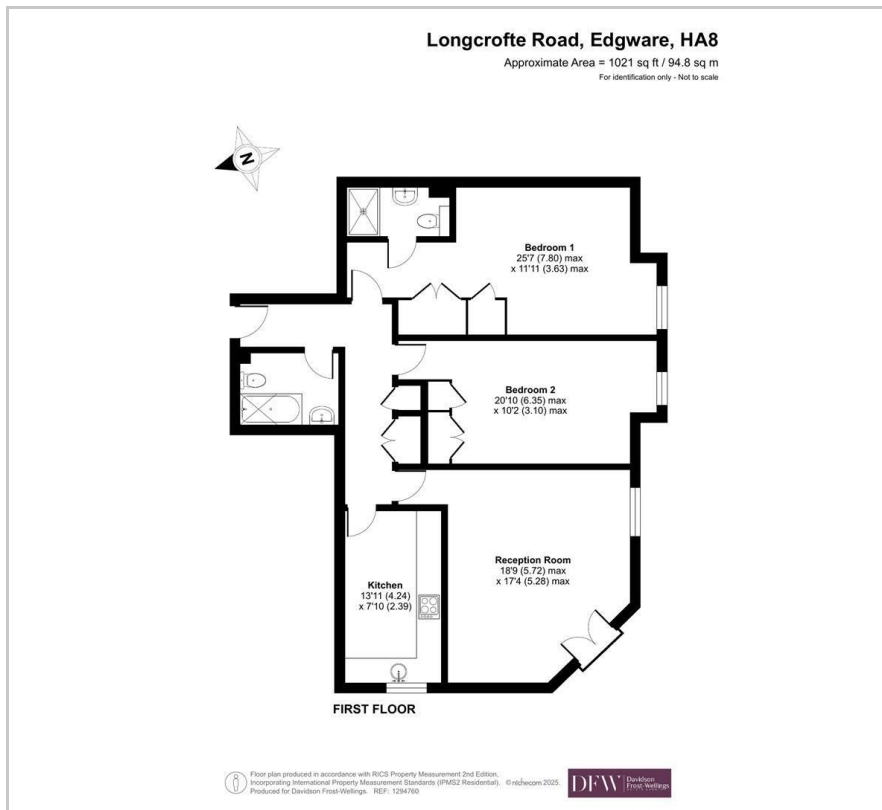 Longcrofte Road, Edgware, HA8
Approximate Area = 1021 sq ft / 94.8 sq m
For identification only - Not to scale
N
Bedroom 1
25'7 (7.80) max
x 11'11 (3.63) max
Bedroom 2
20'10 (6.35) max
x 10'2 (3.10) max
Reception Room
18'9 (5.72) max
x 17'4 (5.28) max
Kitchen
13'11 (4.24)
x 7'10 (2.39)
FIRST FLOOR
Floor plan produced in accordance with RICS Property Measurement 2nd Edition,
Incorporating International Property Measurement Standards (IPMS2 Residential). © nichecom 2025.
Produced for Davidson Frost-Wellings. REF: 1294760
DFW
Davidson
Frost-Wellings